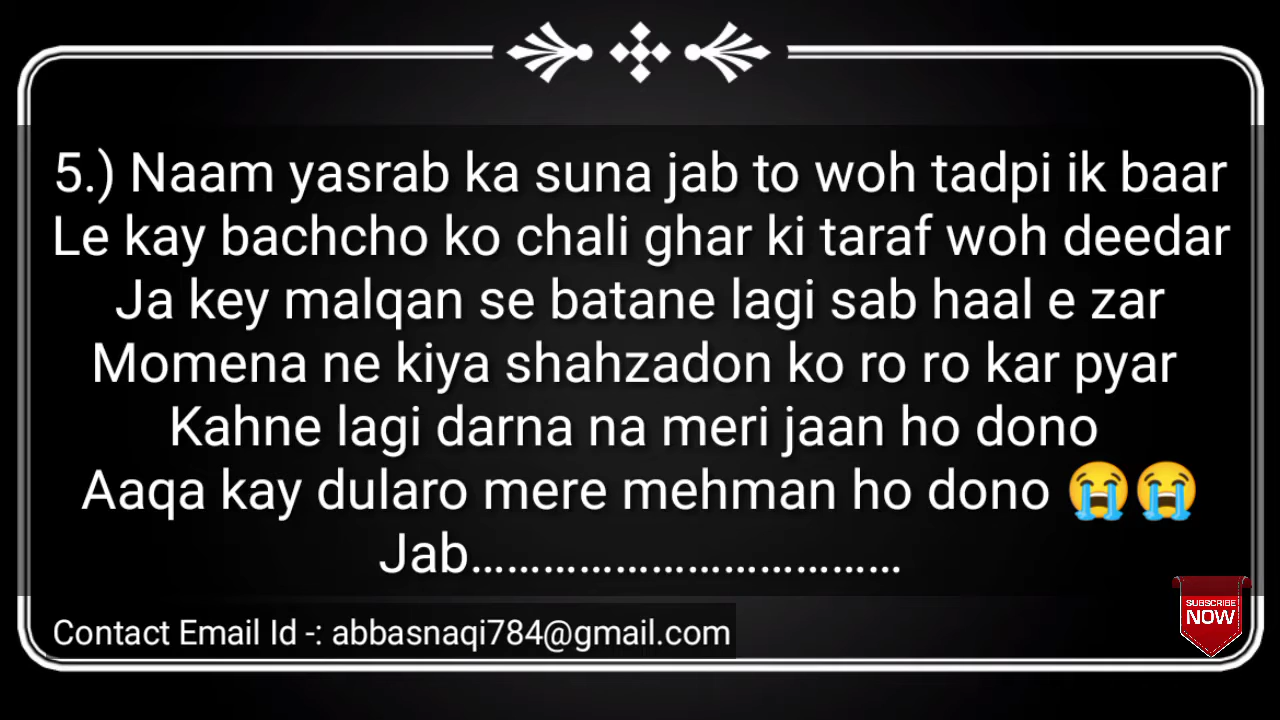 5.) Naam yasrab ka suna jab to woh tadpi ik baar
Le kay bachcho ko chali ghar ki taraf woh deedar
Ja key malqan se batane lagi sab haal e zar
Momena ne kiya shahzadon ko ro ro kar pyar
Kahne lagi darna na meri jaan ho dono
Aaqa kay dularo mere mehman ho dono 😭😭
Jab....................................
Contact Email Id -: abbasnaqi784@gmail.com
SUBSCRIBE
NOW